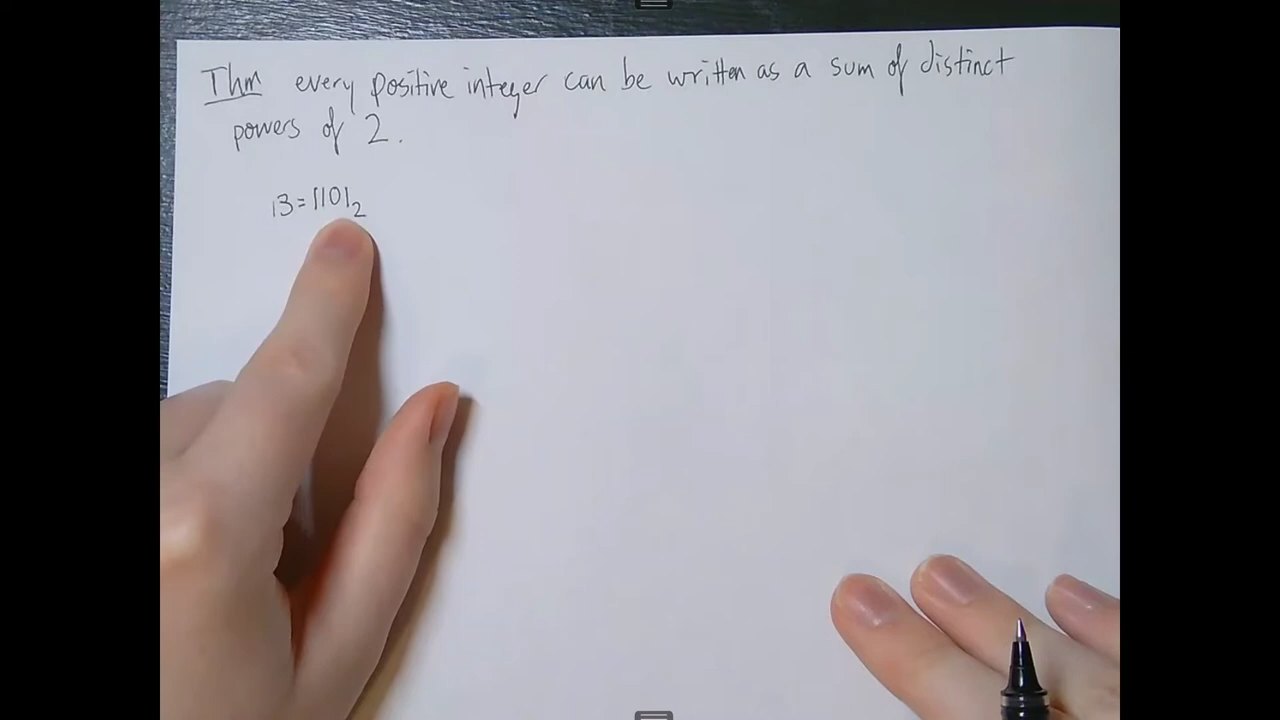 Thm every positive integer can be written as a sum of distinct
powers of 2.
13=1101₂